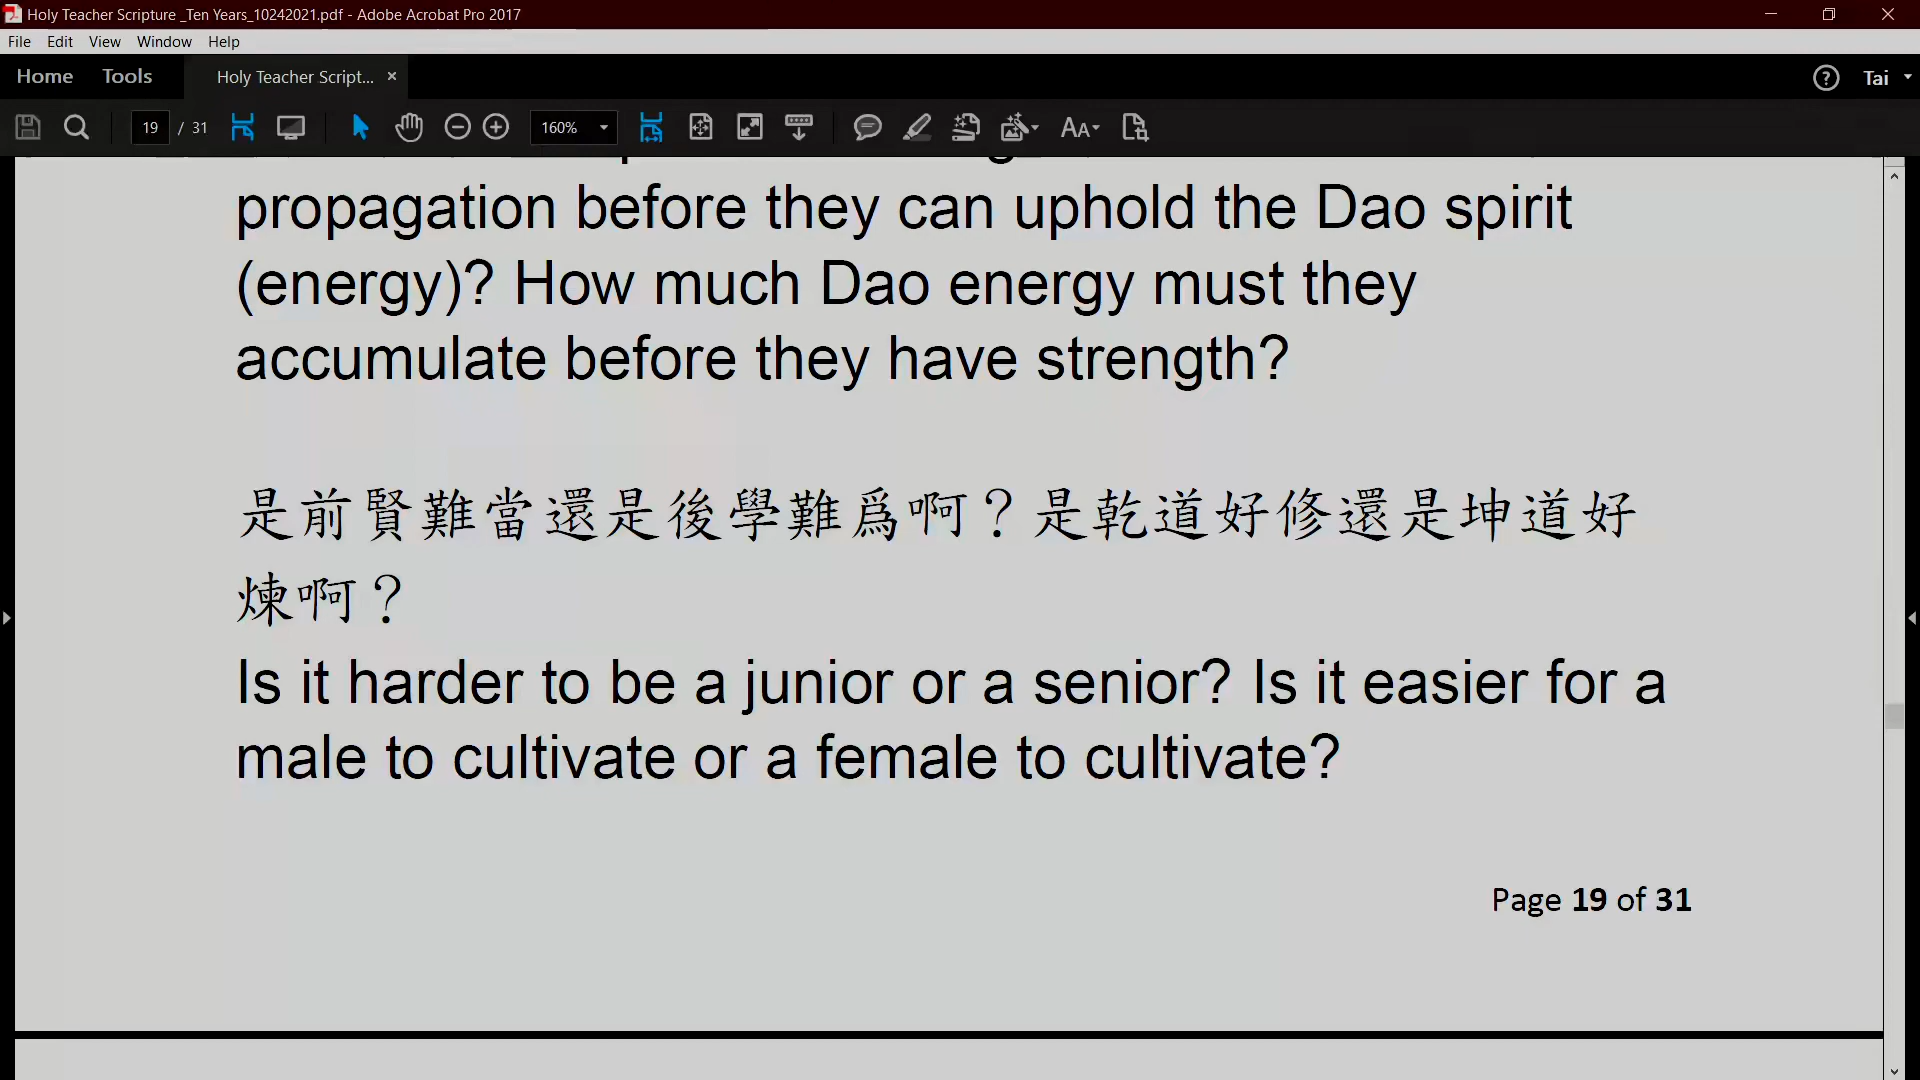 Holy Teacher Scripture _Ten Years_10242021.pdf - Adobe Acrobat Pro 2017
File Edit View Window Help
Home Tools Holy Teacher Script... × Tai
19 / 31 160%
propagation before they can uphold the Dao spirit
(energy)? How much Dao energy must they
accumulate before they have strength?
是前賢難當還是後學難爲啊？是乾道好修還是坤道好
煉啊？
Is it harder to be a junior or a senior? Is it easier for a
male to cultivate or a female to cultivate?
Page 19 of 31